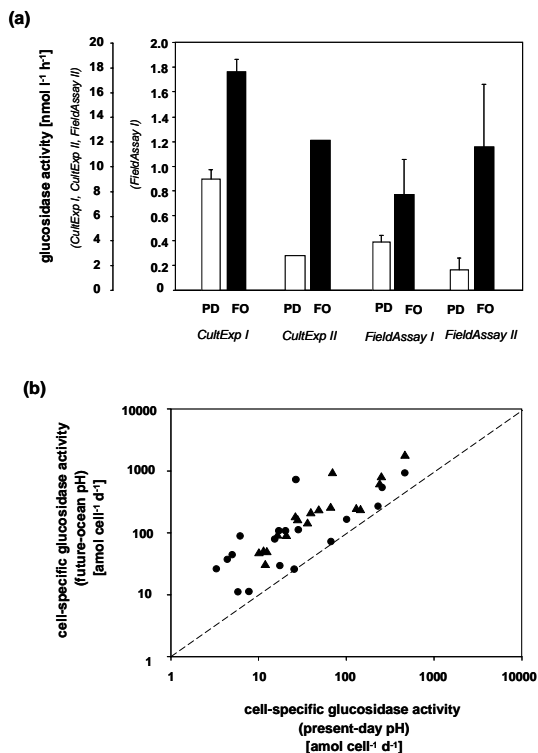 (a)
glucosidase activity [nmol l-1 h-1]
(CultExp I, CultExp II, FieldAssay II)
20
18
16
14
12
10
8
6
4
2
0
(FieldAssay I)
2.0
1.8
1.6
1.4
1.2
1.0
0.8
0.6
0.4
0.2
0
PD FO PD FO PD FO PD FO
CultExp I CultExp II FieldAssay I FieldAssay II
(b)
cell-specific glucosidase activity
(future-ocean pH)
[amol cell-1 d-1]
10000
1000
100
10
1
1 10 100 1000 10000
cell-specific glucosidase activity
(present-day pH)
[amol cell-1 d-1]